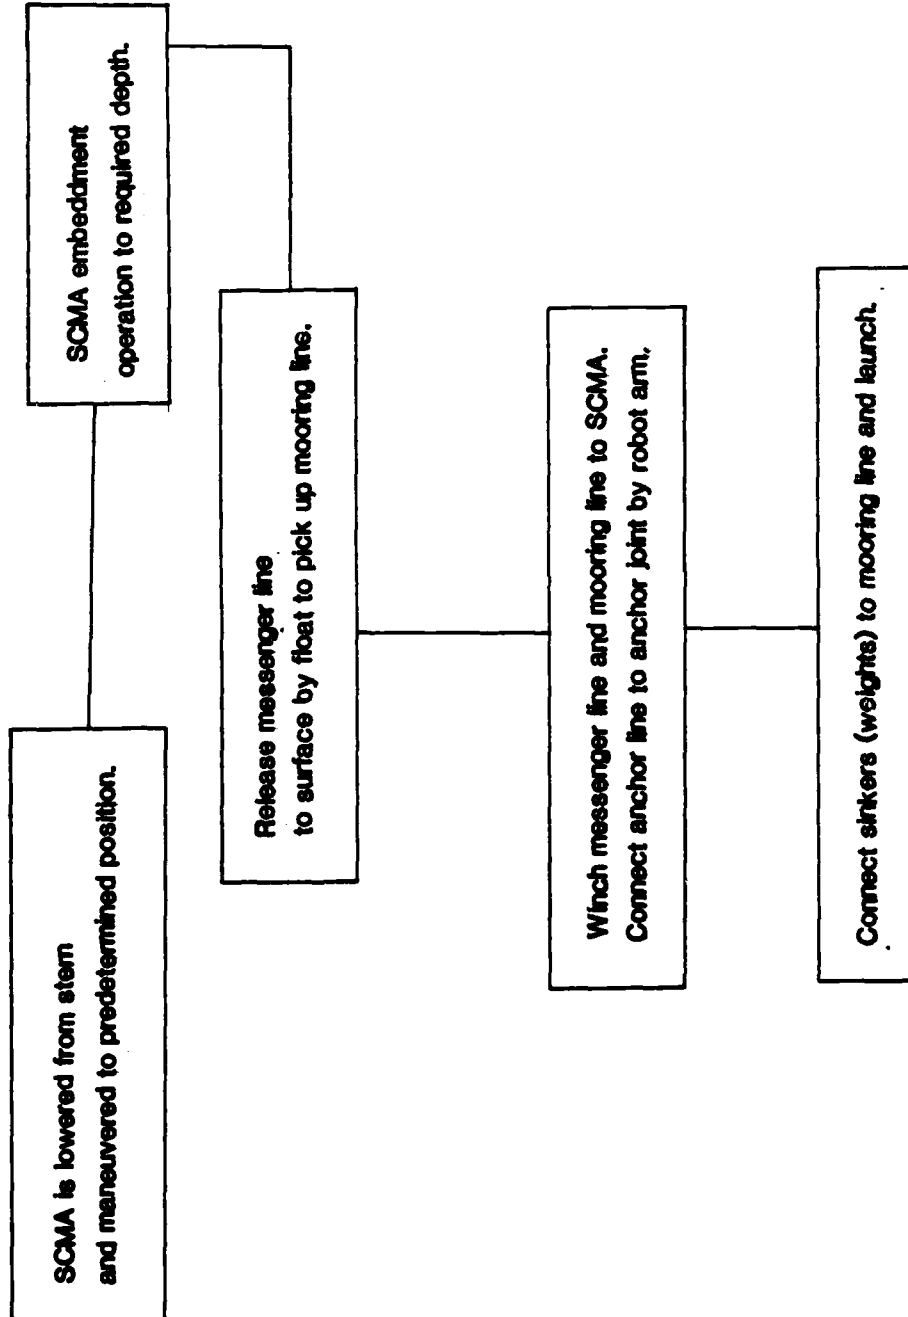 SCMA is lowered from stern
and maneuvered to predetermined position.
SCMA embeddment
operation to required depth.
Release messenger line
to surface by float to pick up mooring line.
Winch messenger line and mooring line to SCMA.
Connect anchor line to anchor joint by robot arm.
Connect sinkers (weights) to mooring line and launch.